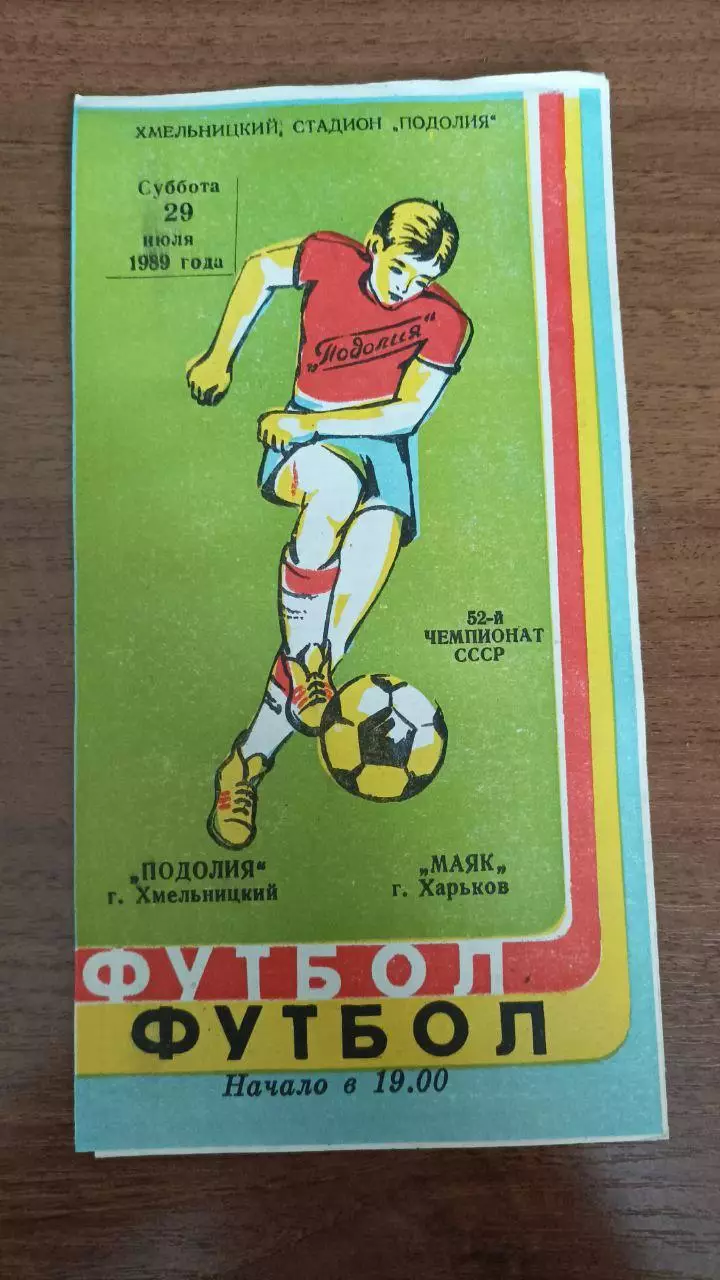 ХМЕЛЬНИЦКИЙ, СТАДИОН „ПОДОЛИЯ“
Суббота
29
июля
1989 года
„Подолия“
52-й
ЧЕМПИОНАТ
СССР
„ПОДОЛИЯ“
г. Хмельницкий
„МАЯК„
г. Харьков
ФУТБОЛ
ФУТБОЛ
Начало в 19.00